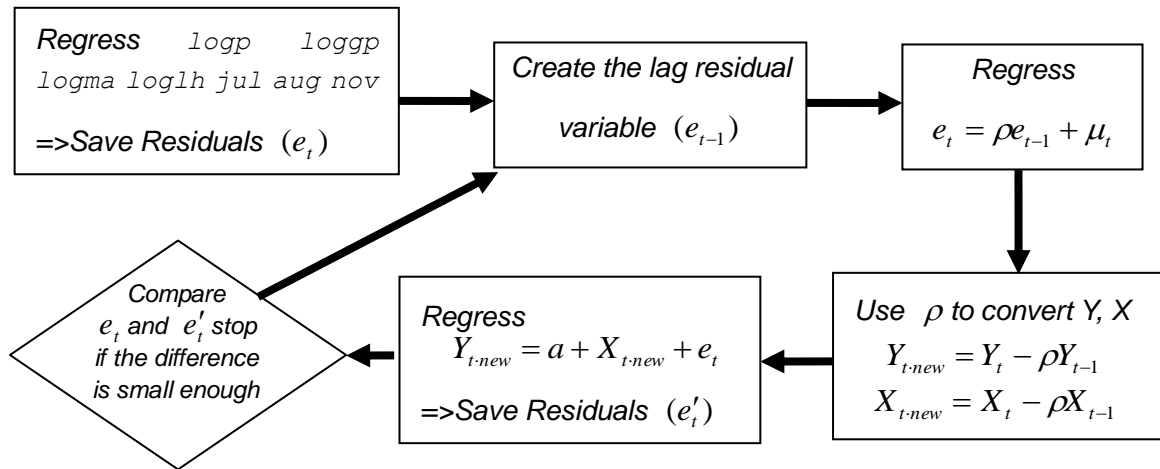 Regress logp loggp
logma loglh jul aug nov
=>Save Residuals (e_t)
Create the lag residual
variable (e_{t-1})
Regress
e_t = ρe_{t-1} + μ_t
Use ρ to convert Y, X
Y_{t·new} = Y_t − ρY_{t-1}
X_{t·new} = X_t − ρX_{t-1}
Regress
Y_{t·new} = a + X_{t·new} + e_t
=>Save Residuals (e′_t)
Compare
e_t and e′_t stop
if the difference
is small enough